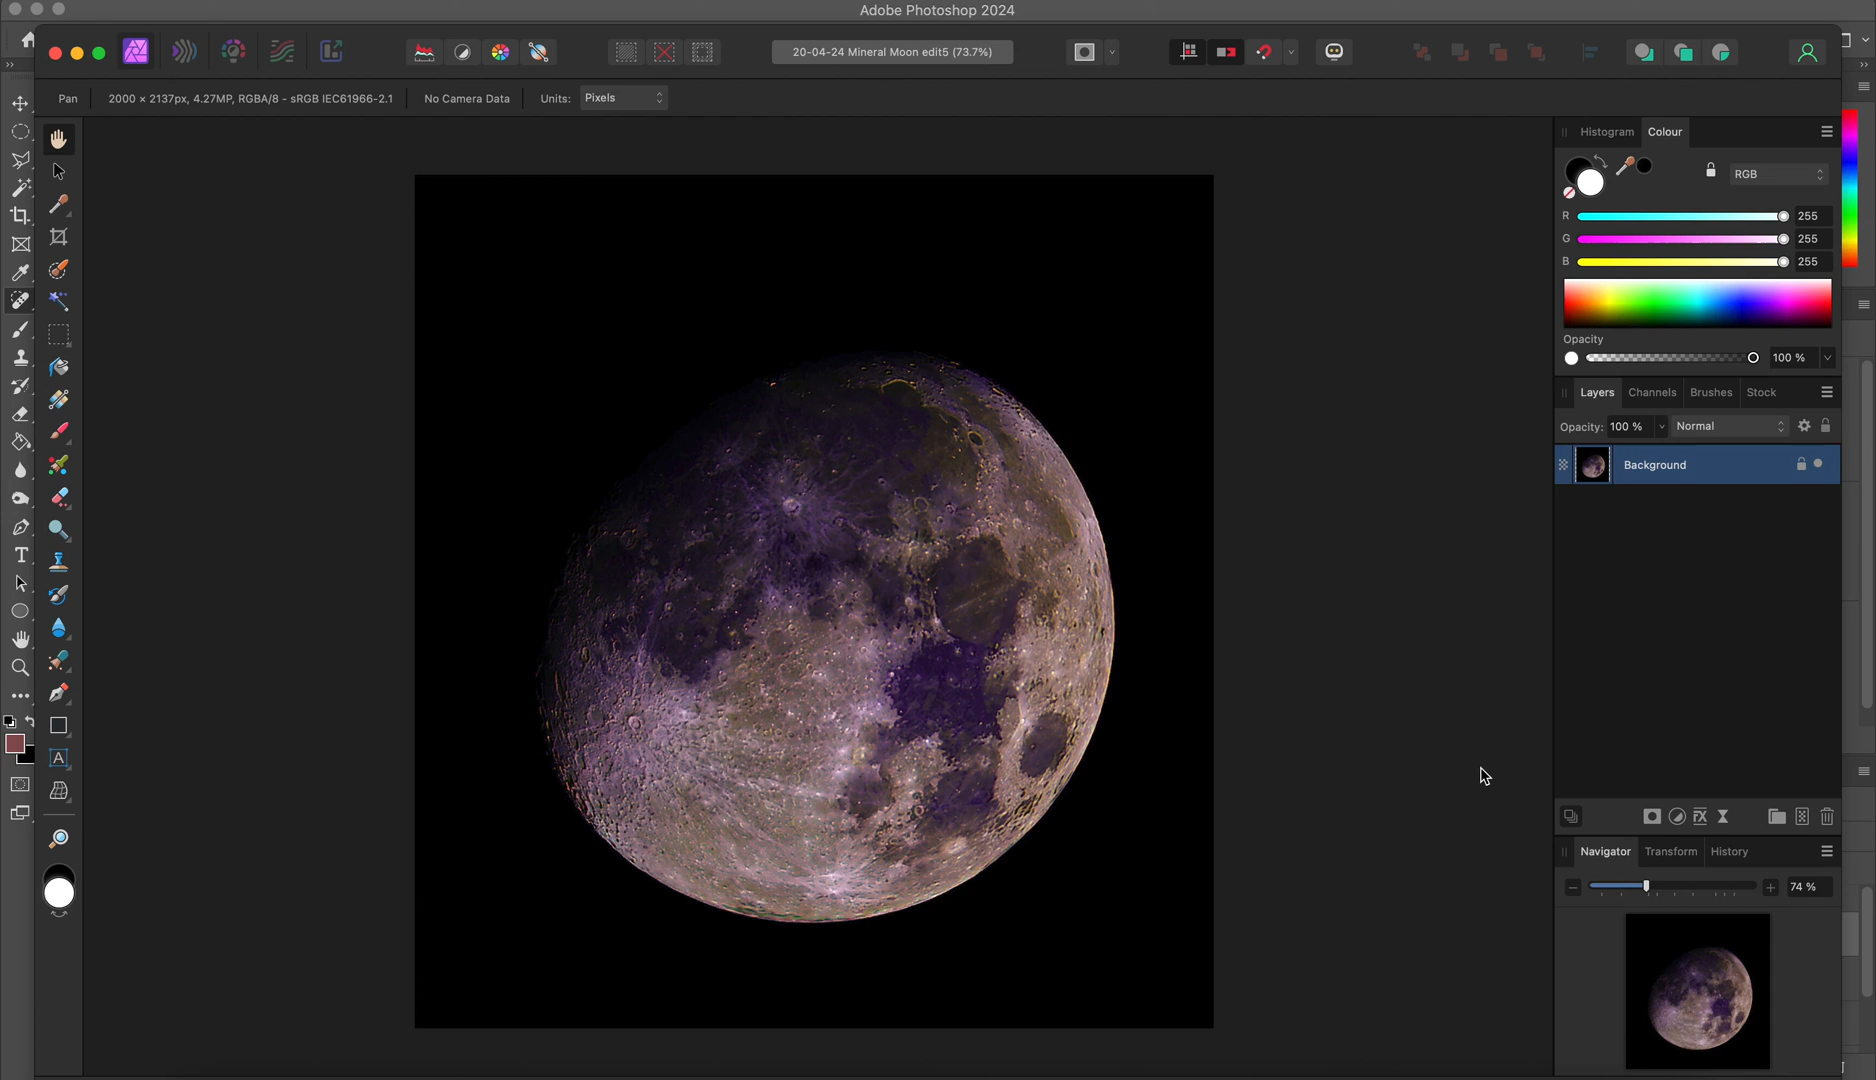 Adobe Photoshop 2024
20-04-24 Mineral Moon edit5 (73.7%)
Pan
2000 × 2137px, 4.27MP, RGBA/8 - sRGB IEC61966-2.1
No Camera Data
Units: Pixels
Histogram Colour
RGB
R 255
G 255
B 255
Opacity
100 %
Layers Channels Brushes Stock
Opacity: 100 % Normal
Background
Navigator Transform History
74 %